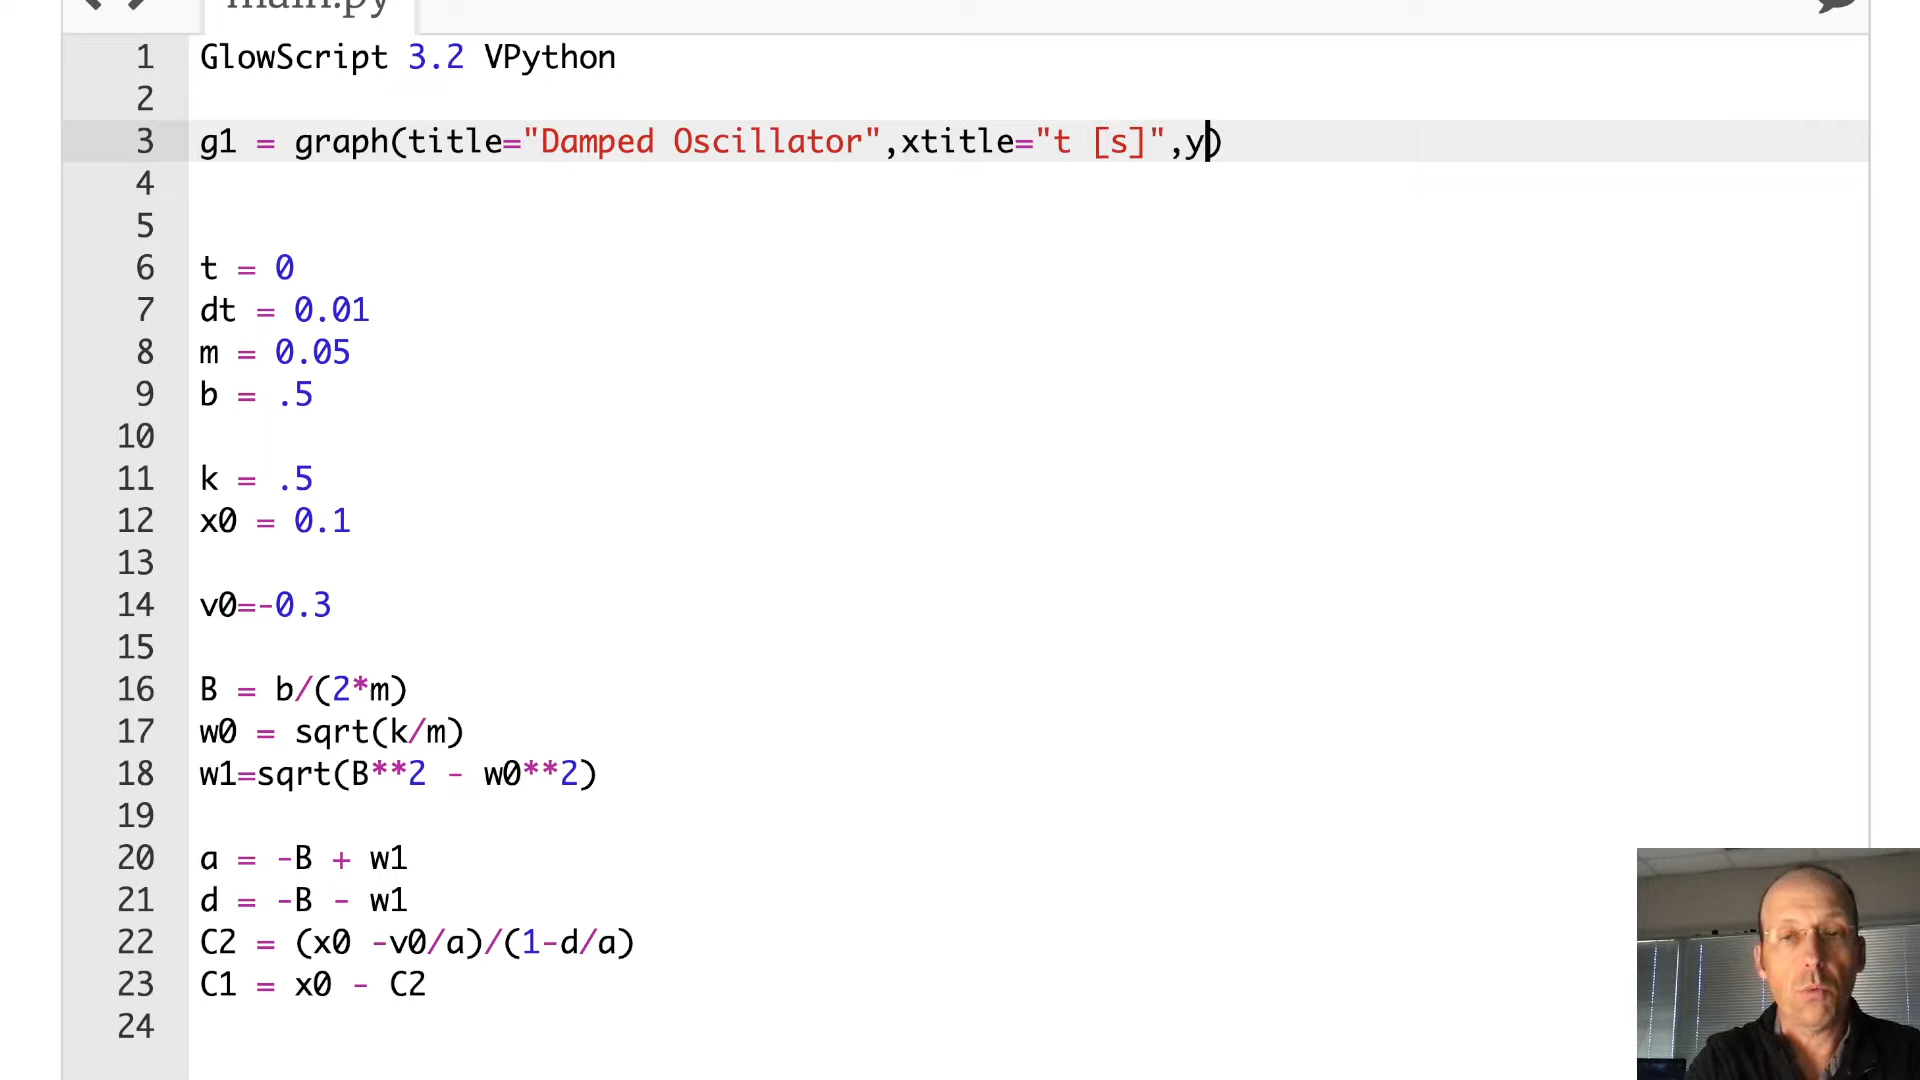 main.py
1 GlowScript 3.2 VPython
2
3 g1 = graph(title="Damped Oscillator",xtitle="t [s]",y)
4
5
6 t = 0
7 dt = 0.01
8 m = 0.05
9 b = .5
10
11 k = .5
12 x0 = 0.1
13
14 v0=-0.3
15
16 B = b/(2*m)
17 w0 = sqrt(k/m)
18 w1=sqrt(B**2 - w0**2)
19
20 a = -B + w1
21 d = -B - w1
22 C2 = (x0 -v0/a)/(1-d/a)
23 C1 = x0 - C2
24